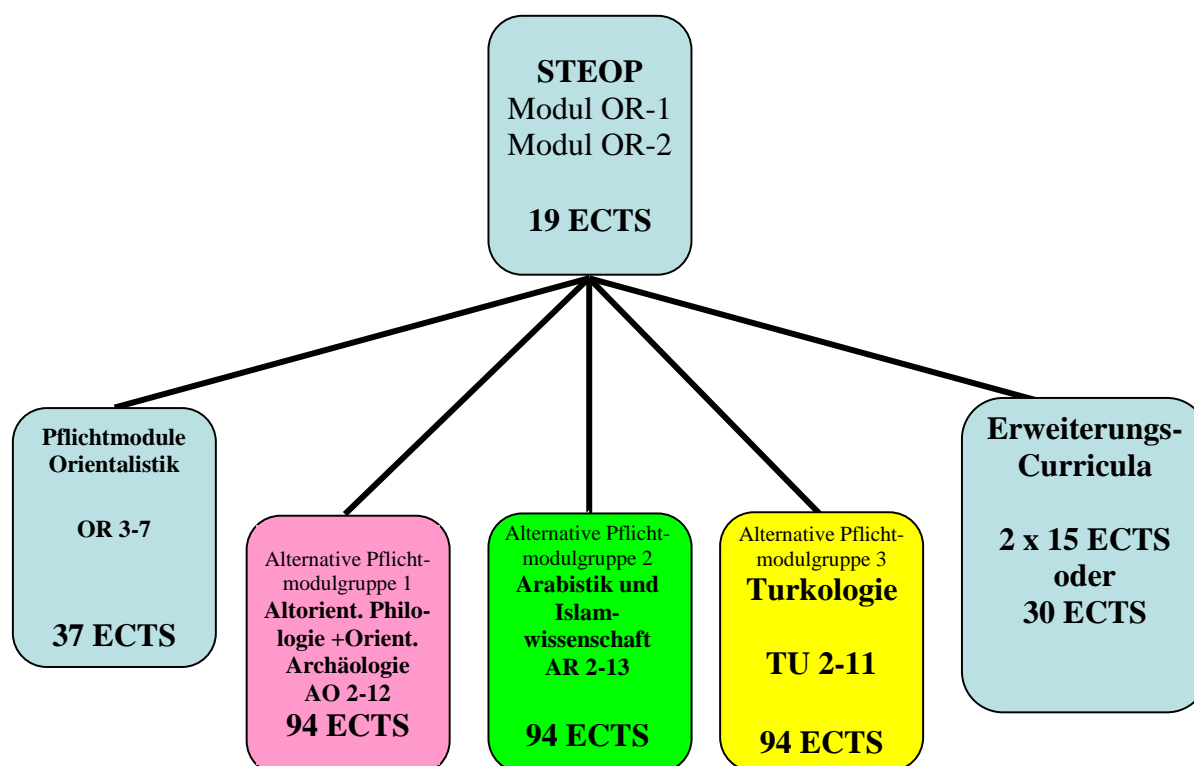 STEOP
Modul OR-1
Modul OR-2
19 ECTS
Pflichtmodule
Orientalistik
OR 3-7
37 ECTS
Alternative Pflicht-
modulgruppe 1
Altorient. Philo-
logie +Orient.
Archäologie
AO 2-12
94 ECTS
Alternative Pflicht-
modulgruppe 2
Arabistik und
Islam-
wissenschaft
AR 2-13
94 ECTS
Alternative Pflicht-
modulgruppe 3
Turkologie
TU 2-11
94 ECTS
Erweiterungs-
Curricula
2 x 15 ECTS
oder
30 ECTS